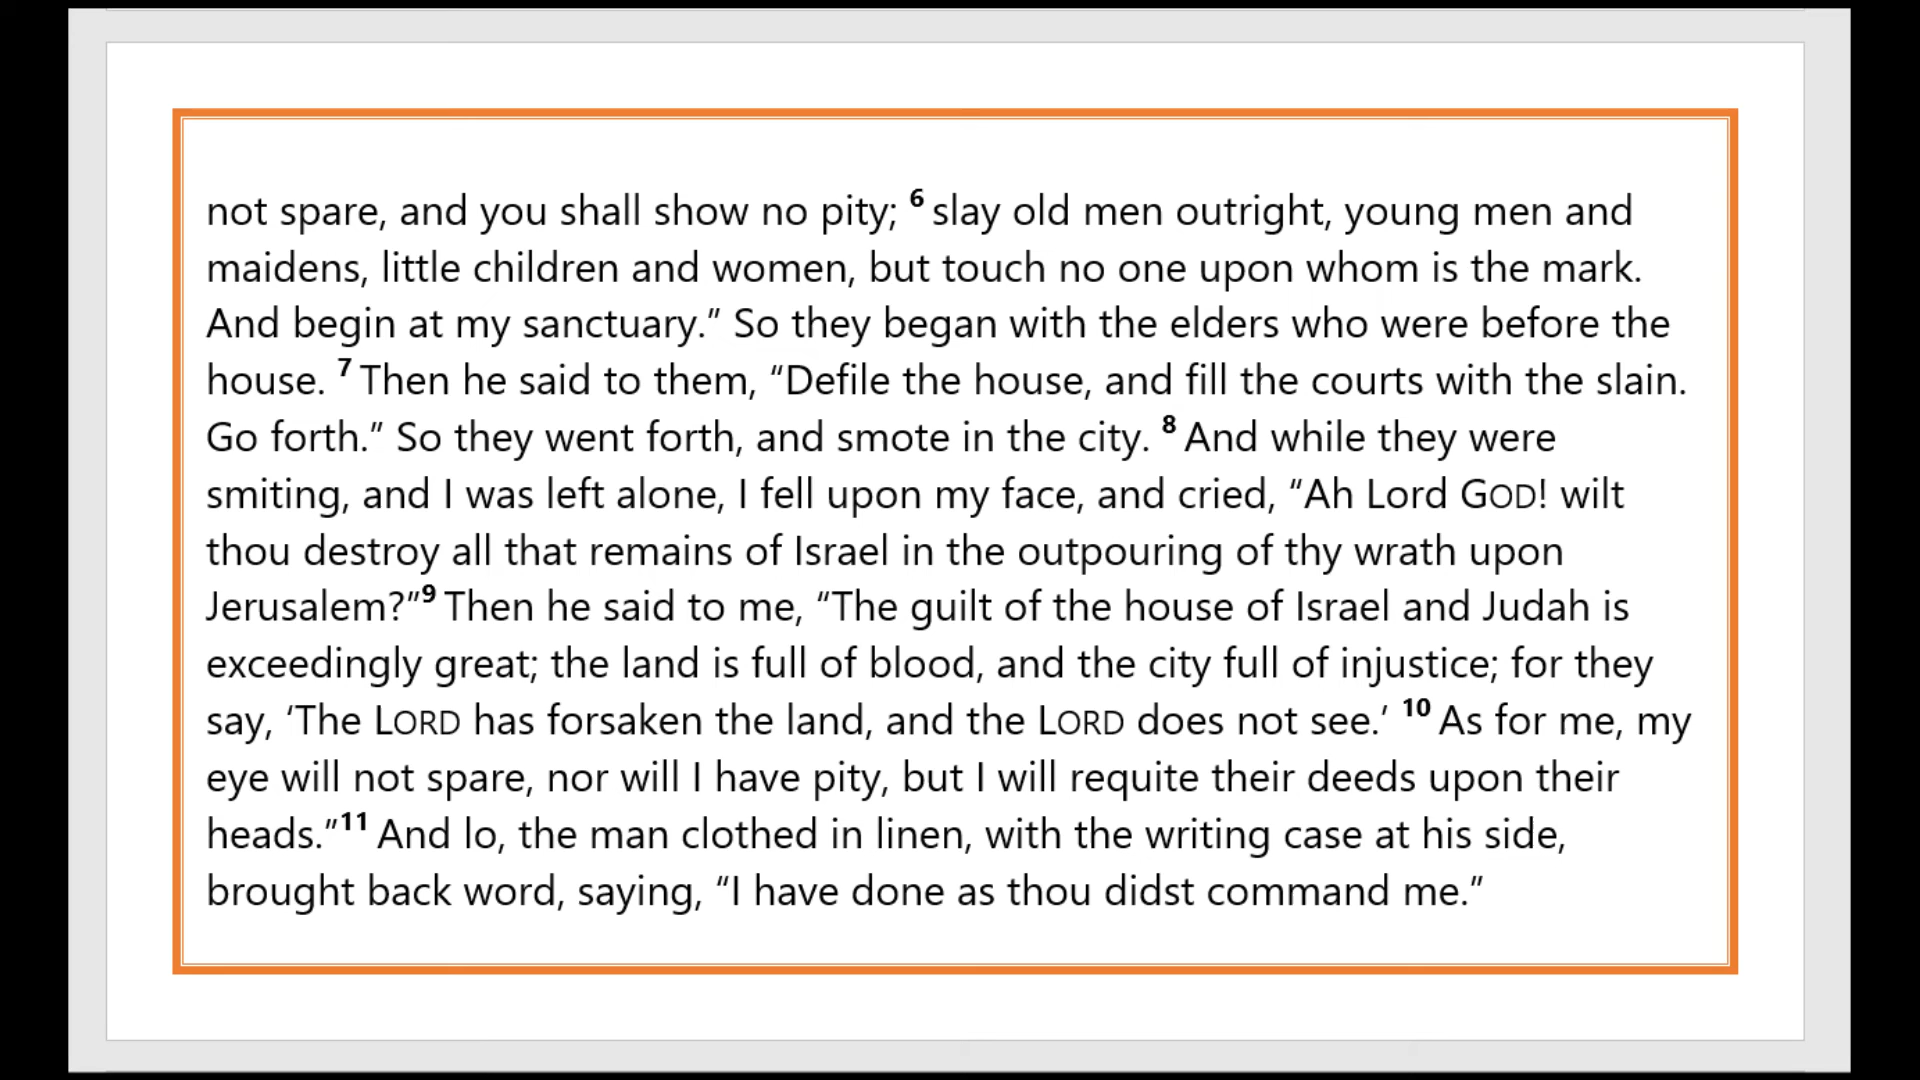 not spare, and you shall show no pity; 6 slay old men outright, young men and
maidens, little children and women, but touch no one upon whom is the mark.
And begin at my sanctuary.” So they began with the elders who were before the
house. 7 Then he said to them, “Defile the house, and fill the courts with the slain.
Go forth.” So they went forth, and smote in the city. 8 And while they were
smiting, and I was left alone, I fell upon my face, and cried, “Ah Lord GOD! wilt
thou destroy all that remains of Israel in the outpouring of thy wrath upon
Jerusalem?”9 Then he said to me, “The guilt of the house of Israel and Judah is
exceedingly great; the land is full of blood, and the city full of injustice; for they
say, ‘The LORD has forsaken the land, and the LORD does not see.’ 10 As for me, my
eye will not spare, nor will I have pity, but I will requite their deeds upon their
heads.”11 And lo, the man clothed in linen, with the writing case at his side,
brought back word, saying, “I have done as thou didst command me.”